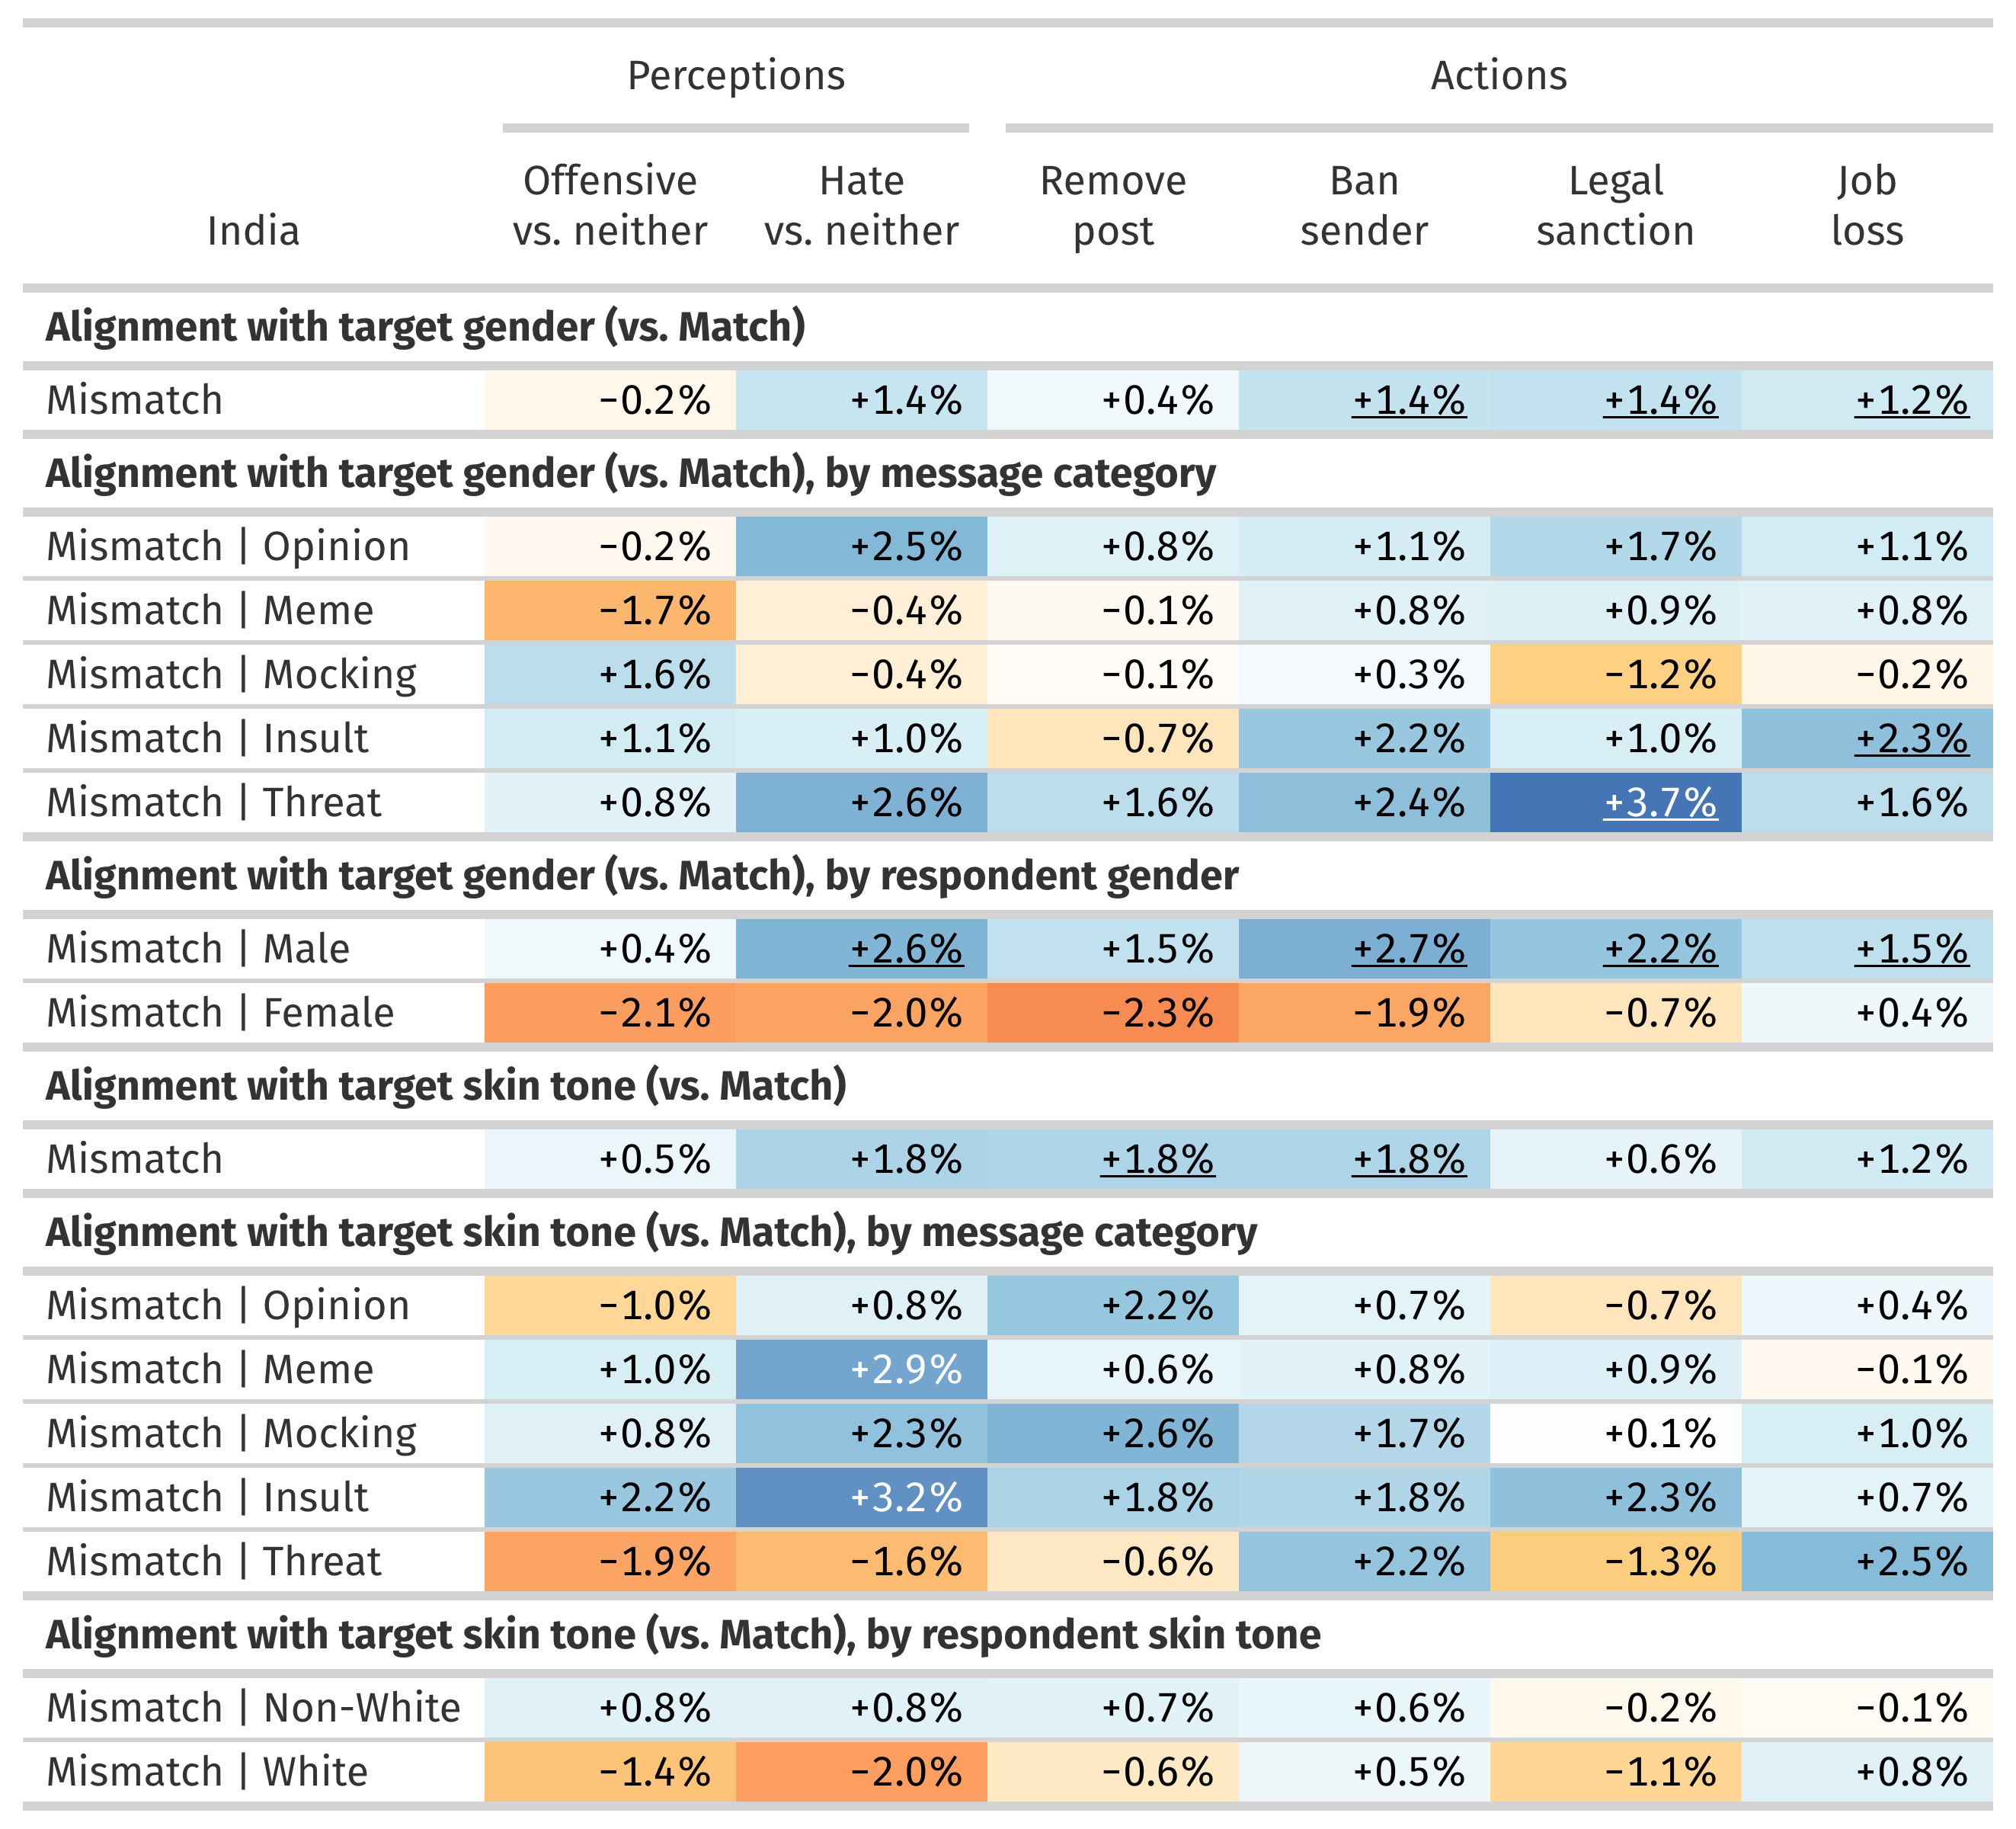 Perceptions Actions
Offensive Hate Remove Ban Legal Job
India vs. neither vs. neither post sender sanction loss
Alignment with target gender (vs. Match)
Mismatch −0.2% +1.4% +0.4% +1.4% +1.4% +1.2%
Alignment with target gender (vs. Match), by message category
Mismatch | Opinion −0.2% +2.5% +0.8% +1.1% +1.7% +1.1%
Mismatch | Meme −1.7% −0.4% −0.1% +0.8% +0.9% +0.8%
Mismatch | Mocking +1.6% −0.4% −0.1% +0.3% −1.2% −0.2%
Mismatch | Insult +1.1% +1.0% −0.7% +2.2% +1.0% +2.3%
Mismatch | Threat +0.8% +2.6% +1.6% +2.4% +3.7% +1.6%
Alignment with target gender (vs. Match), by respondent gender
Mismatch | Male +0.4% +2.6% +1.5% +2.7% +2.2% +1.5%
Mismatch | Female −2.1% −2.0% −2.3% −1.9% −0.7% +0.4%
Alignment with target skin tone (vs. Match)
Mismatch +0.5% +1.8% +1.8% +1.8% +0.6% +1.2%
Alignment with target skin tone (vs. Match), by message category
Mismatch | Opinion −1.0% +0.8% +2.2% +0.7% −0.7% +0.4%
Mismatch | Meme +1.0% +2.9% +0.6% +0.8% +0.9% −0.1%
Mismatch | Mocking +0.8% +2.3% +2.6% +1.7% +0.1% +1.0%
Mismatch | Insult +2.2% +3.2% +1.8% +1.8% +2.3% +0.7%
Mismatch | Threat −1.9% −1.6% −0.6% +2.2% −1.3% +2.5%
Alignment with target skin tone (vs. Match), by respondent skin tone
Mismatch | Non-White +0.8% +0.8% +0.7% +0.6% −0.2% −0.1%
Mismatch | White −1.4% −2.0% −0.6% +0.5% −1.1% +0.8%